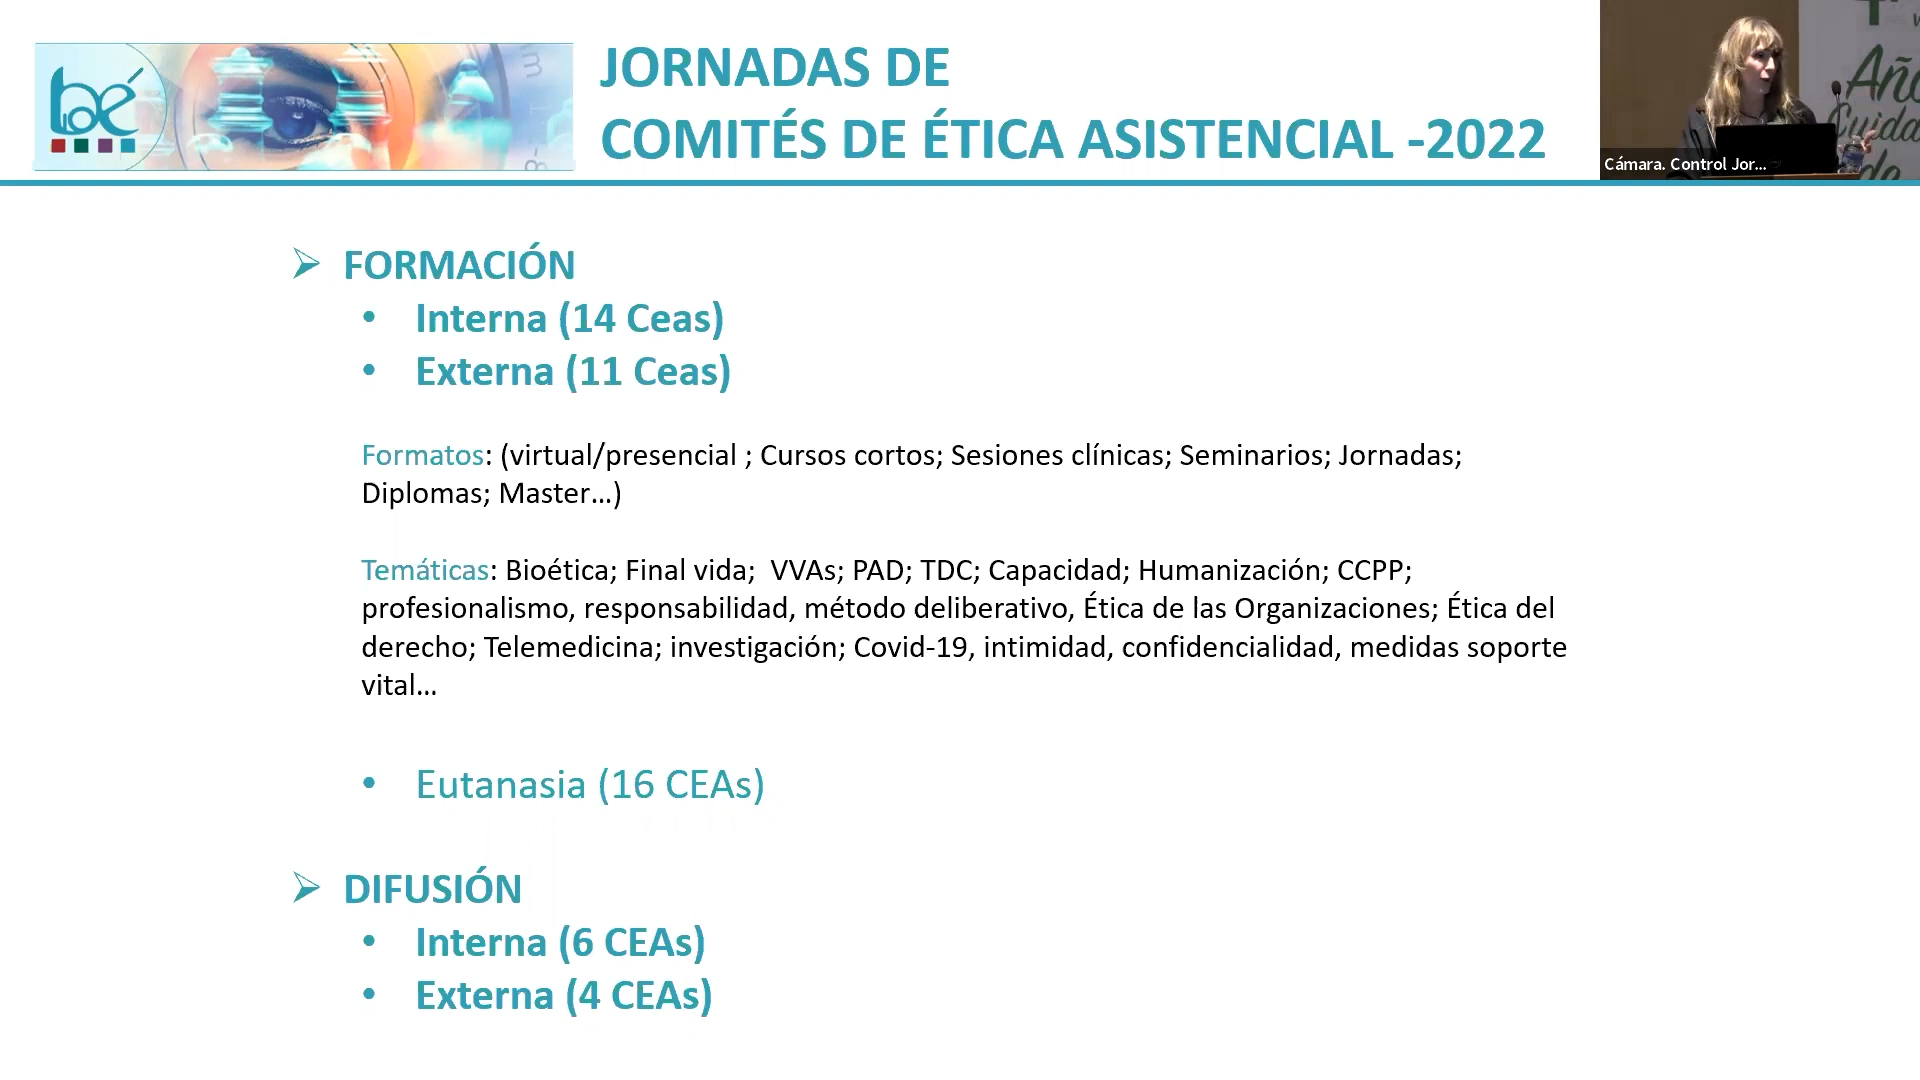 JORNADAS DE
COMITÉS DE ÉTICA ASISTENCIAL -2022
Cámara. Control Jor...
Año
Cuida
de
FORMACIÓN
• Interna (14 Ceas)
• Externa (11 Ceas)
Formatos: (virtual/presencial ; Cursos cortos; Sesiones clínicas; Seminarios; Jornadas;
Diplomas; Master…)
Temáticas: Bioética; Final vida;  VVAs; PAD; TDC; Capacidad; Humanización; CCPP;
profesionalismo, responsabilidad, método deliberativo, Ética de las Organizaciones; Ética del
derecho; Telemedicina; investigación; Covid-19, intimidad, confidencialidad, medidas soporte
vital…
• Eutanasia (16 CEAs)
DIFUSIÓN
• Interna (6 CEAs)
• Externa (4 CEAs)